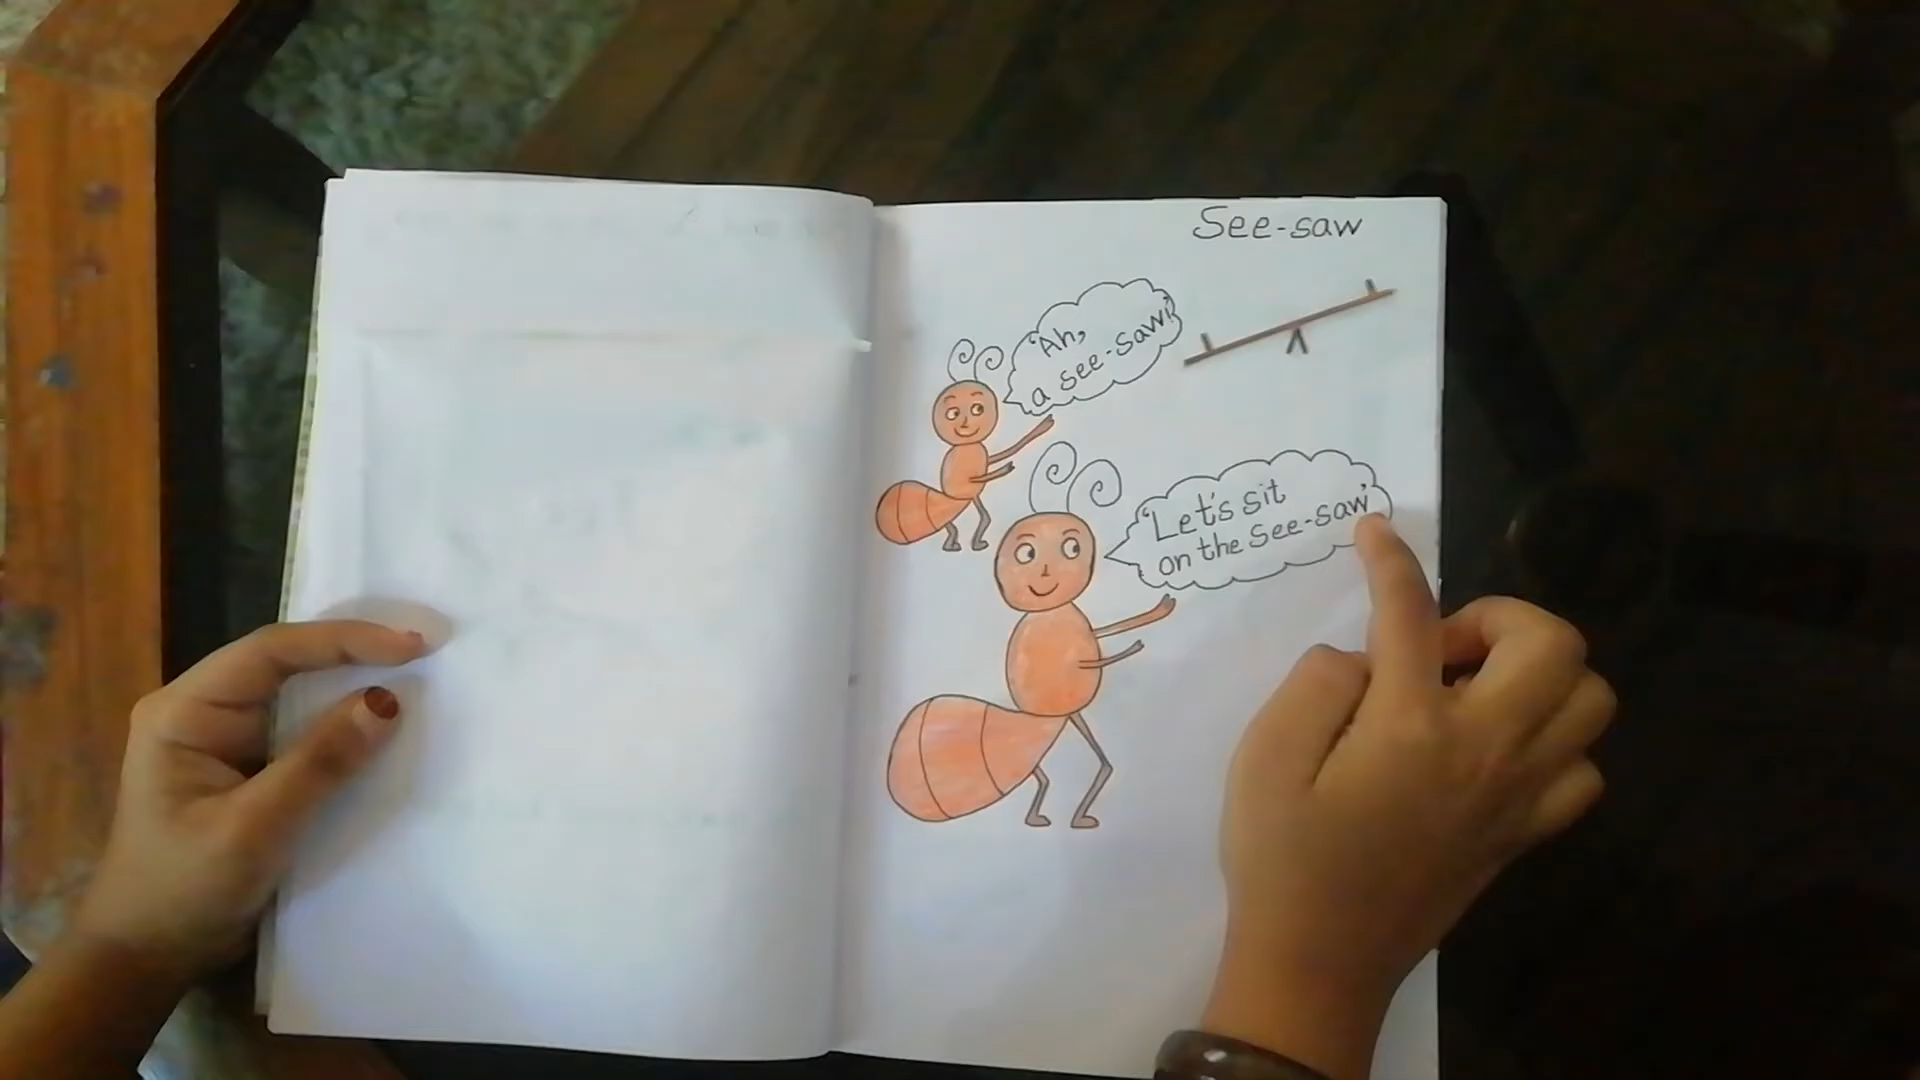 See-saw
'Ah,
a see-saw!'
'Let's sit
on the see-saw'